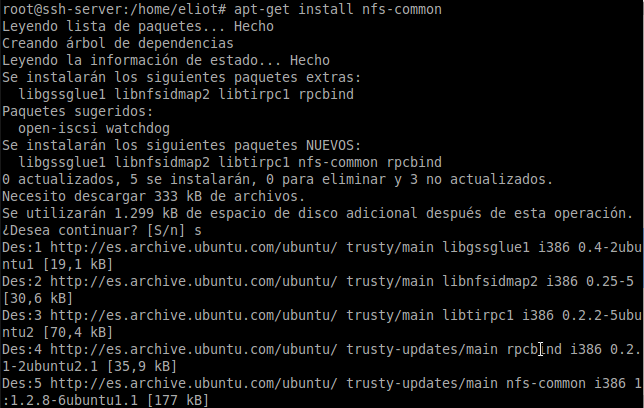 root@ssh-server:/home/eliot# apt-get install nfs-common
Leyendo lista de paquetes... Hecho
Creando árbol de dependencias
Leyendo la información de estado... Hecho
Se instalarán los siguientes paquetes extras:
  libgssglue1 libnfsidmap2 libtirpc1 rpcbind
Paquetes sugeridos:
  open-iscsi watchdog
Se instalarán los siguientes paquetes NUEVOS:
  libgssglue1 libnfsidmap2 libtirpc1 nfs-common rpcbind
0 actualizados, 5 se instalarán, 0 para eliminar y 3 no actualizados.
Necesito descargar 333 kB de archivos.
Se utilizarán 1.299 kB de espacio de disco adicional después de esta operación.
¿Desea continuar? [S/n] s
Des:1 http://es.archive.ubuntu.com/ubuntu/ trusty/main libgssglue1 i386 0.4-2ubu
ntu1 [19,1 kB]
Des:2 http://es.archive.ubuntu.com/ubuntu/ trusty/main libnfsidmap2 i386 0.25-5
[30,6 kB]
Des:3 http://es.archive.ubuntu.com/ubuntu/ trusty/main libtirpc1 i386 0.2.2-5ubu
ntu2 [70,4 kB]
Des:4 http://es.archive.ubuntu.com/ubuntu/ trusty-updates/main rpcbind i386 0.2.
1-2ubuntu2.1 [35,9 kB]
Des:5 http://es.archive.ubuntu.com/ubuntu/ trusty-updates/main nfs-common i386 1
:1.2.8-6ubuntu1.1 [177 kB]